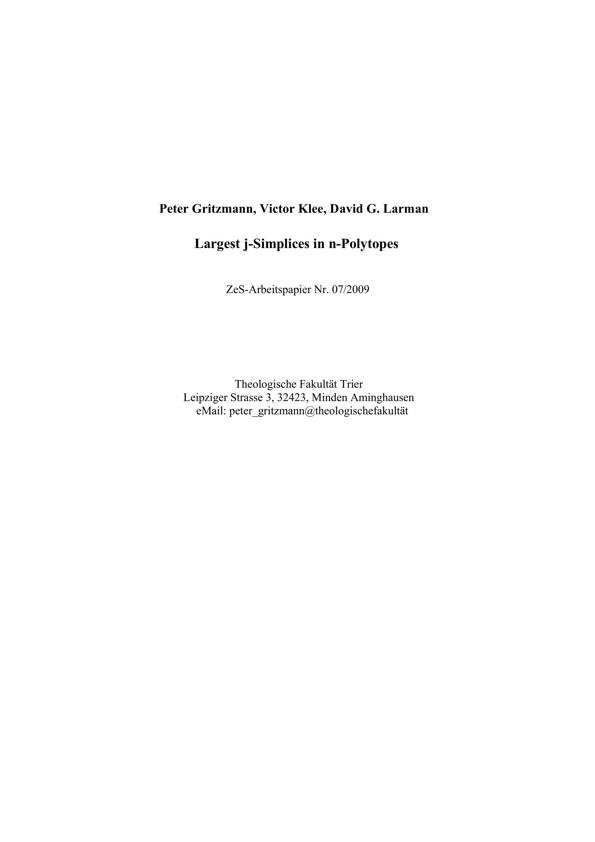 Peter Gritzmann, Victor Klee, David G. Larman
Largest j-Simplices in n-Polytopes
ZeS-Arbeitspapier Nr. 07/2009
Theologische Fakultät Trier
Leipziger Strasse 3, 32423, Minden Aminghausen
eMail: peter_gritzmann@theologischefakultät